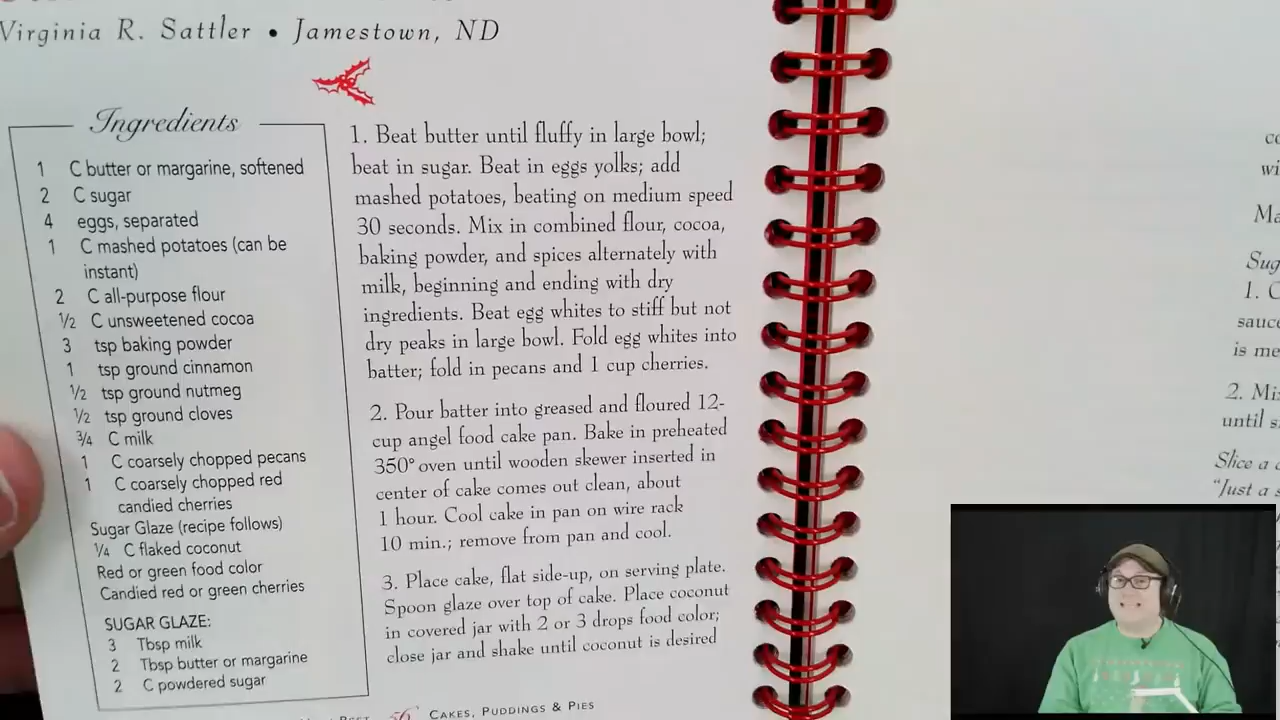 Virginia R. Sattler • Jamestown, ND
Ingredients
1 C butter or margarine, softened
2 C sugar
4 eggs, separated
1 C mashed potatoes (can be
instant)
2 C all-purpose flour
½ C unsweetened cocoa
3 tsp baking powder
1 tsp ground cinnamon
½ tsp ground nutmeg
½ tsp ground cloves
¾ C milk
1 C coarsely chopped pecans
1 C coarsely chopped red
candied cherries
Sugar Glaze (recipe follows)
¼ C flaked coconut
Red or green food color
Candied red or green cherries
SUGAR GLAZE:
3 Tbsp milk
2 Tbsp butter or margarine
2 C powdered sugar
1. Beat butter until fluffy in large bowl;
beat in sugar. Beat in eggs yolks; add
mashed potatoes, beating on medium speed
30 seconds. Mix in combined flour, cocoa,
baking powder, and spices alternately with
milk, beginning and ending with dry
ingredients. Beat egg whites to stiff but not
dry peaks in large bowl. Fold egg whites into
batter; fold in pecans and 1 cup cherries.
2. Pour batter into greased and floured 12-
cup angel food cake pan. Bake in preheated
350° oven until wooden skewer inserted in
center of cake comes out clean, about
1 hour. Cool cake in pan on wire rack
10 min.; remove from pan and cool.
3. Place cake, flat side-up, on serving plate.
Spoon glaze over top of cake. Place coconut
in covered jar with 2 or 3 drops food color;
close jar and shake until coconut is desired
56 CAKES, PUDDINGS & PIES
1. C
is me
2. Mix
until s
Slice a
"Just a